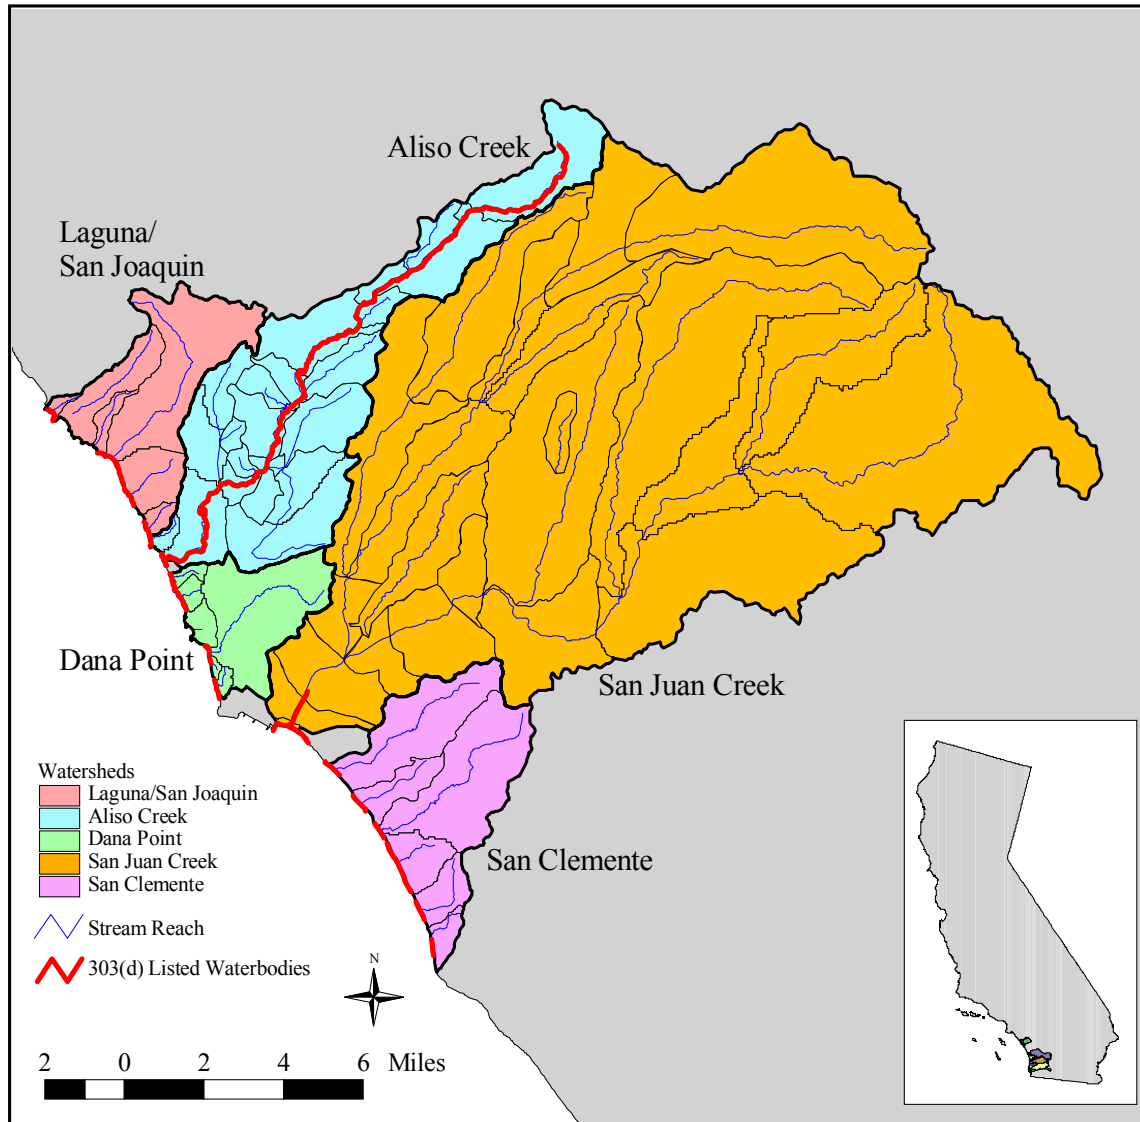 Aliso Creek
Laguna/
San Joaquin
Dana Point
San Juan Creek
San Clemente
Watersheds
Laguna/San Joaquin
Aliso Creek
Dana Point
San Juan Creek
San Clemente
Stream Reach
303(d) Listed Waterbodies
N
2 0 2 4 6 Miles